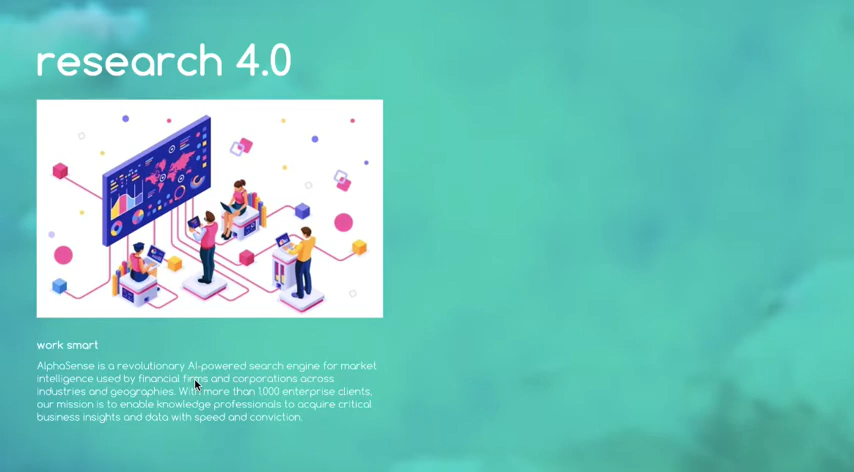 research 4.0
work smart
AlphaSense is a revolutionary AI-powered search engine for market
intelligence used by financial firms and corporations across
industries and geographies. With more than 1,000 enterprise clients,
our mission is to enable knowledge professionals to acquire critical
business insights and data with speed and conviction.